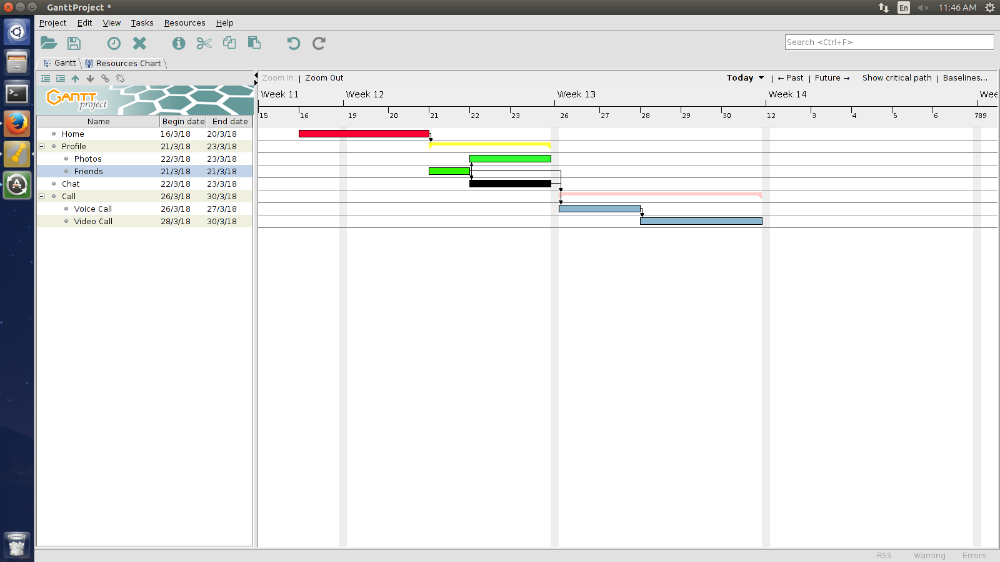 GanttProject *
En
11:46 AM
Project Edit View Tasks Resources Help
Search <Ctrl+F>
Gantt Resources Chart
Zoom In | Zoom Out
Today | ←Past | Future→ Show critical path | Baselines...
GANTT project
Week 11 Week 12 Week 13 Week 14 Wee
15 16 19 20 21 22 23 26 27 28 29 30 12 3 4 5 6 789
Name Begin date End date
Home 16/3/18 20/3/18
Profile 21/3/18 23/3/18
Photos 22/3/18 23/3/18
Friends 21/3/18 21/3/18
Chat 22/3/18 23/3/18
Call 26/3/18 30/3/18
Voice Call 26/3/18 27/3/18
Video Call 28/3/18 30/3/18
RSS Warning Errors